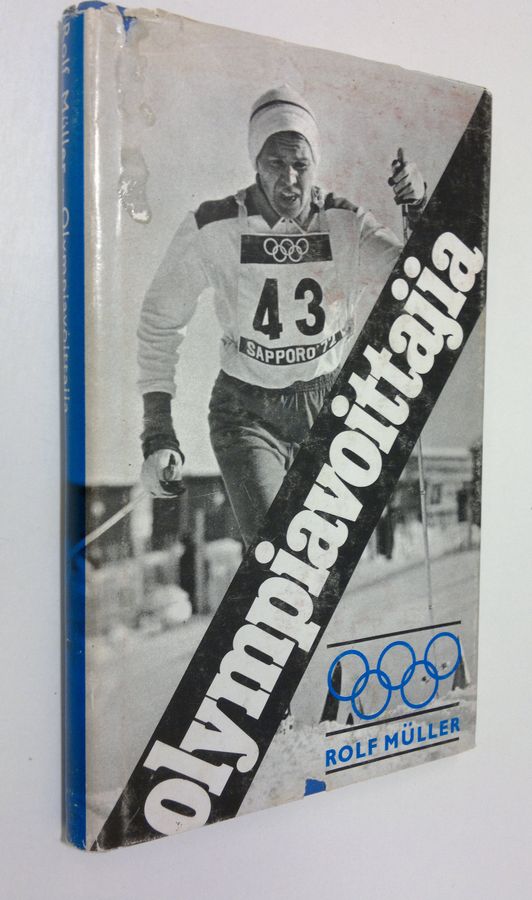 Rolf Müller Olympiavoittajia
43
SAPPORO '72
olympiavoittajia
ROLF MÜLLER